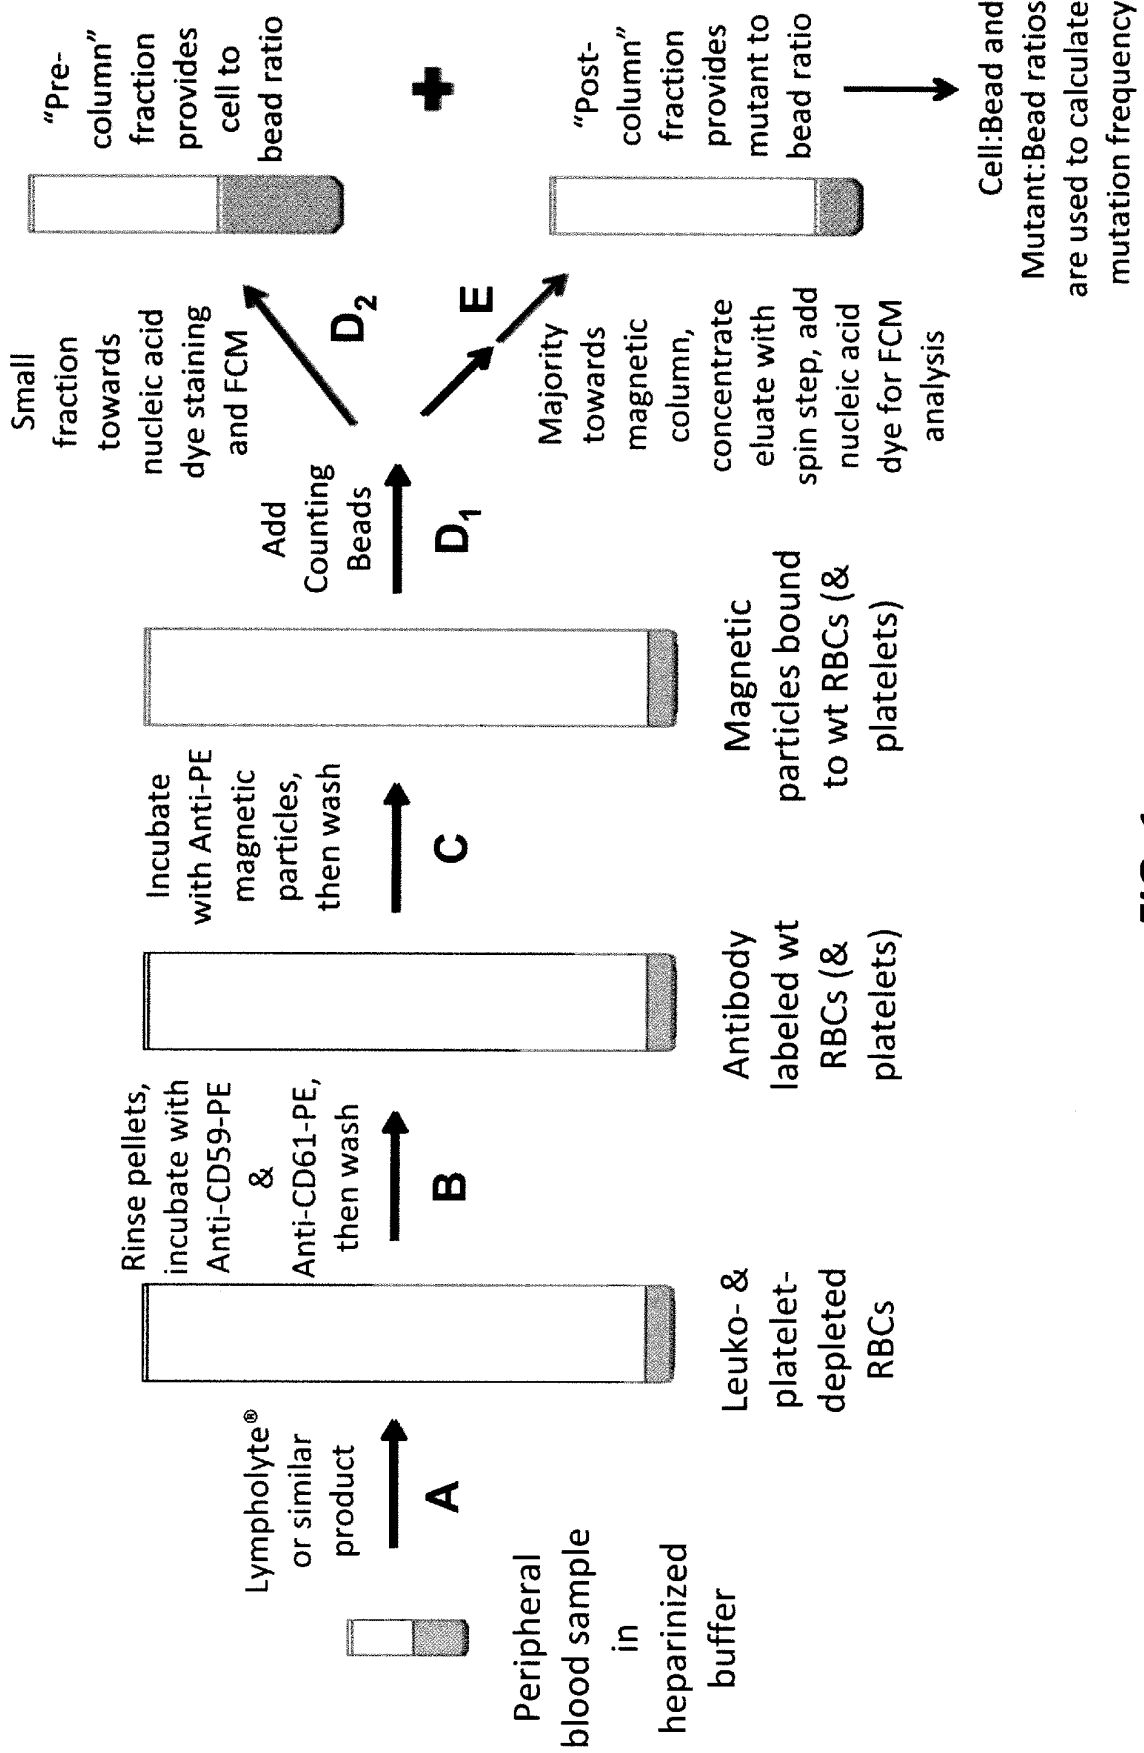 Peripheral
blood sample
in
heparinized
buffer
Lympholyte®
or similar
product
A
Leuko- &
platelet-
depleted
RBCs
Rinse pellets,
incubate with
Anti-CD59-PE
&
Anti-CD61-PE,
then wash
B
Antibody
labeled wt
RBCs (&
platelets)
Incubate
with Anti-PE
magnetic
particles,
then wash
C
Magnetic
particles bound
to wt RBCs (&
platelets)
Add
Counting
Beads
D1
Small
fraction
towards
nucleic acid
dye staining
and FCM
D2
"Pre-
column"
fraction
provides
cell to
bead ratio
+
E
Majority
towards
magnetic
column,
concentrate
eluate with
spin step, add
nucleic acid
dye for FCM
analysis
"Post-
column"
fraction
provides
mutant to
bead ratio
Cell:Bead and
Mutant:Bead ratios
are used to calculate
mutation frequency